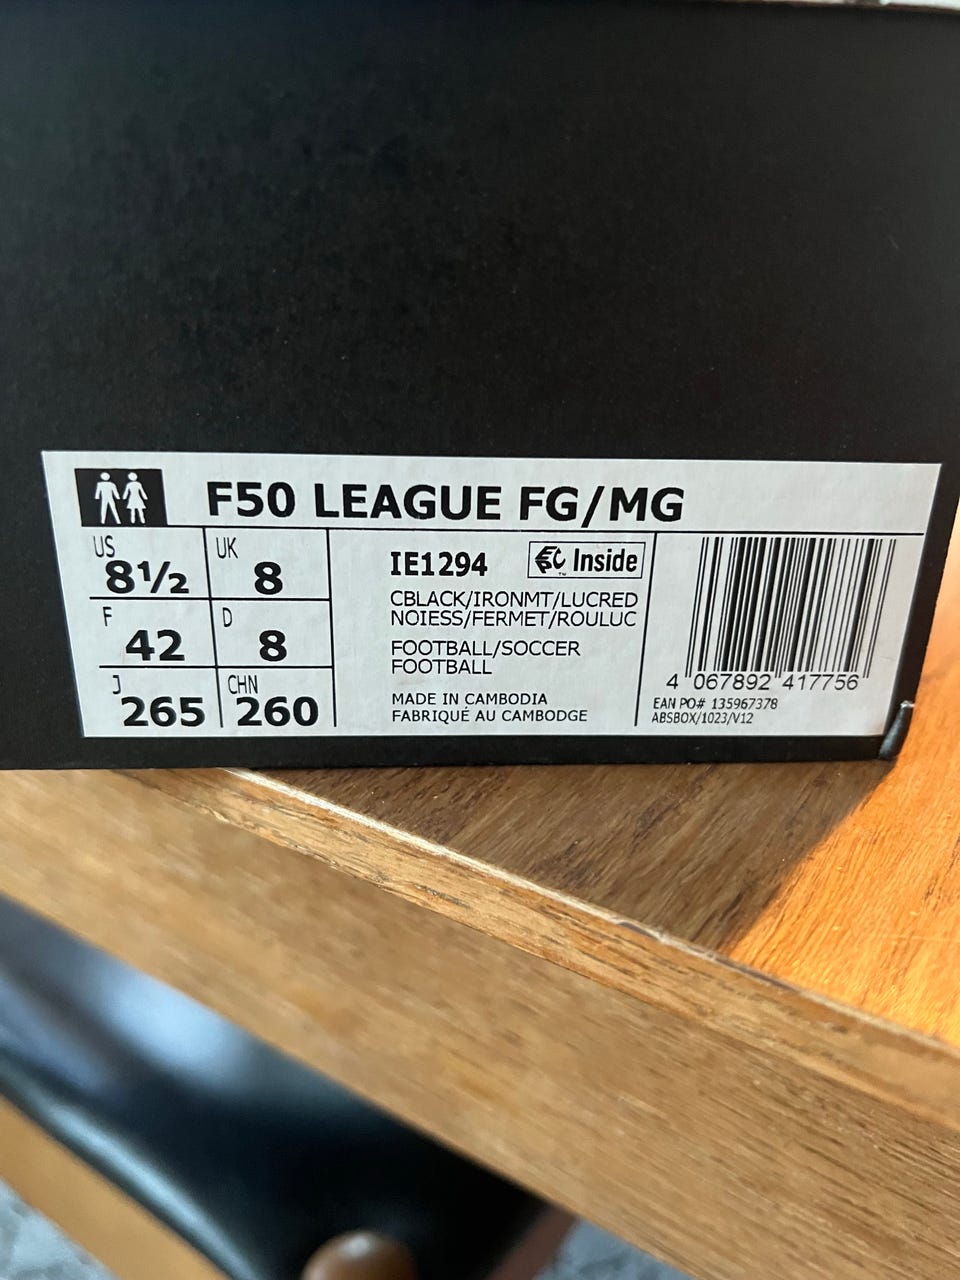 F50 LEAGUE FG/MG
US 8½ UK 8
F 42 D 8
J 265 CHN 260
IE1294 Inside
CBLACK/IRONMT/LUCRED
NOIESS/FERMET/ROULUC
FOOTBALL/SOCCER
FOOTBALL
MADE IN CAMBODIA
FABRIQUÉ AU CAMBODGE
4 067892 417756
EAN PO# 135967378
ABSBOX/1023/V12